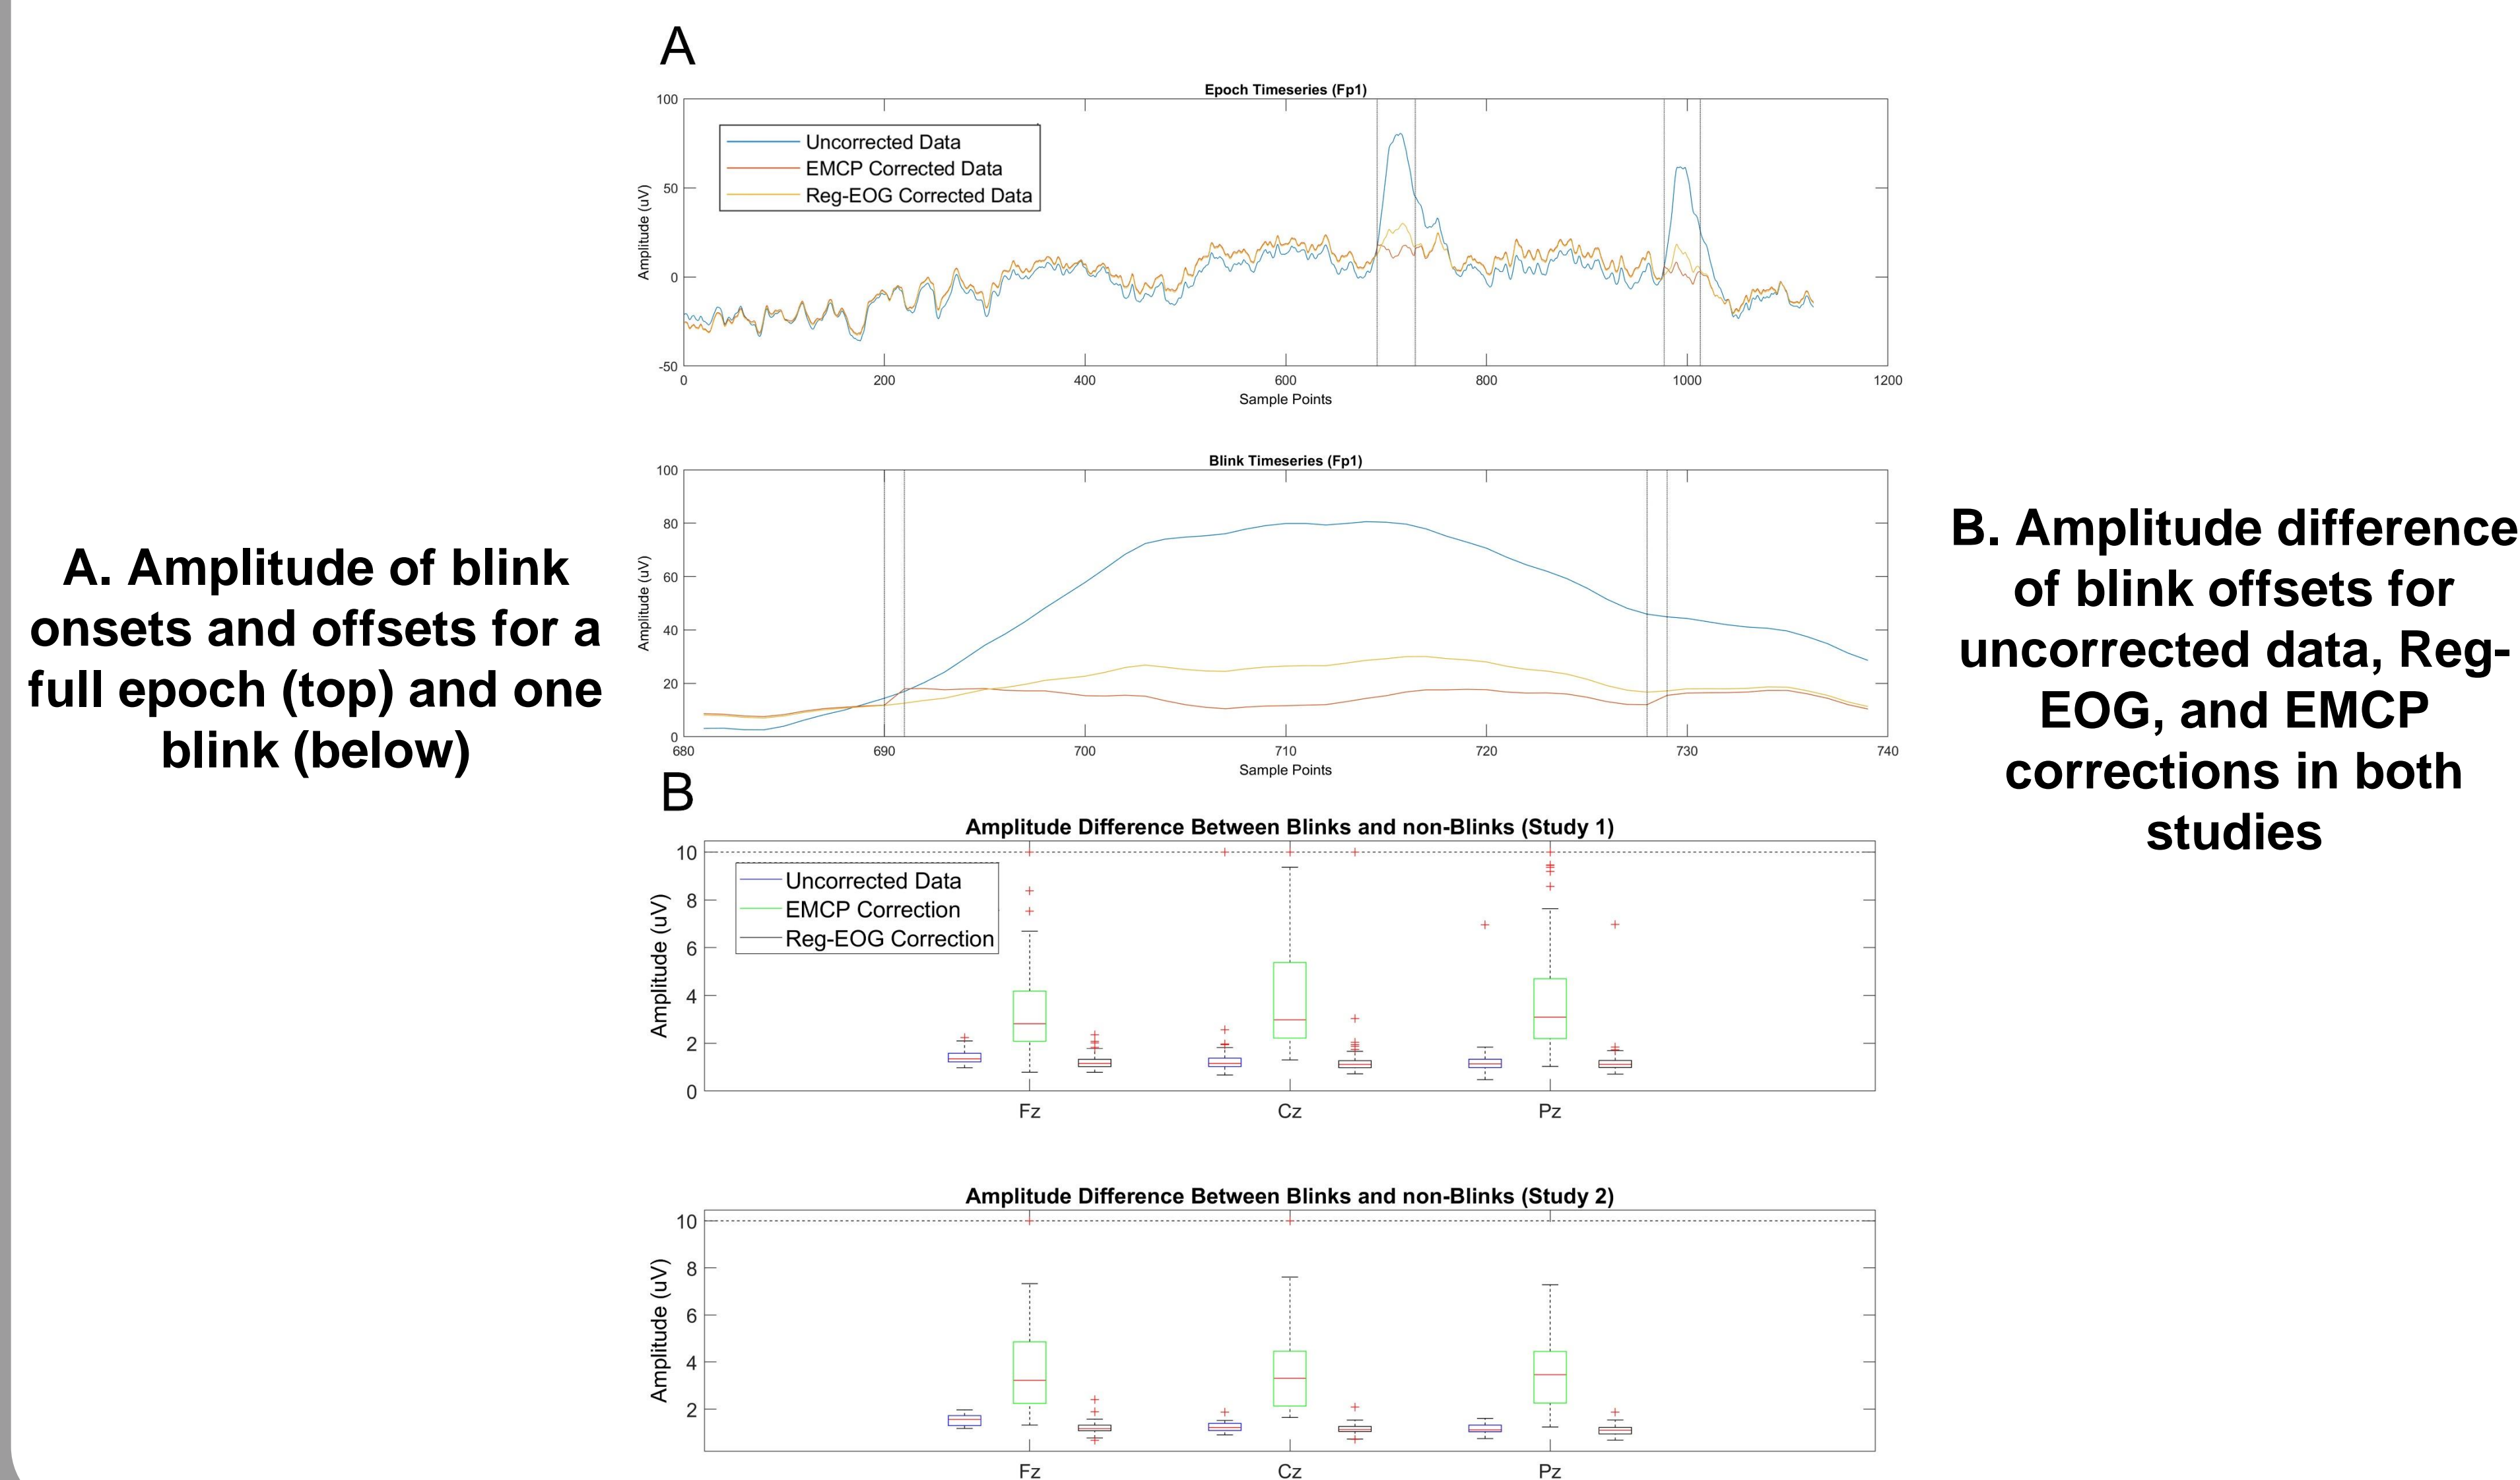 A
Epoch Timeseries (Fp1)
100
50
0
-50
Amplitude (uV)
Uncorrected Data
EMCP Corrected Data
Reg-EOG Corrected Data
0 200 400 600 800 1000 1200
Sample Points
Blink Timeseries (Fp1)
100
80
60
40
20
0
Amplitude (uV)
680 690 700 710 720 730 740
Sample Points
A. Amplitude of blink
onsets and offsets for a
full epoch (top) and one
blink (below)
B. Amplitude difference
of blink offsets for
uncorrected data, Reg-
EOG, and EMCP
corrections in both
studies
B
Amplitude Difference Between Blinks and non-Blinks (Study 1)
10
8
6
4
2
0
Amplitude (uV)
Uncorrected Data
EMCP Correction
Reg-EOG Correction
Fz Cz Pz
Amplitude Difference Between Blinks and non-Blinks (Study 2)
10
8
6
4
2
Amplitude (uV)
Fz Cz Pz